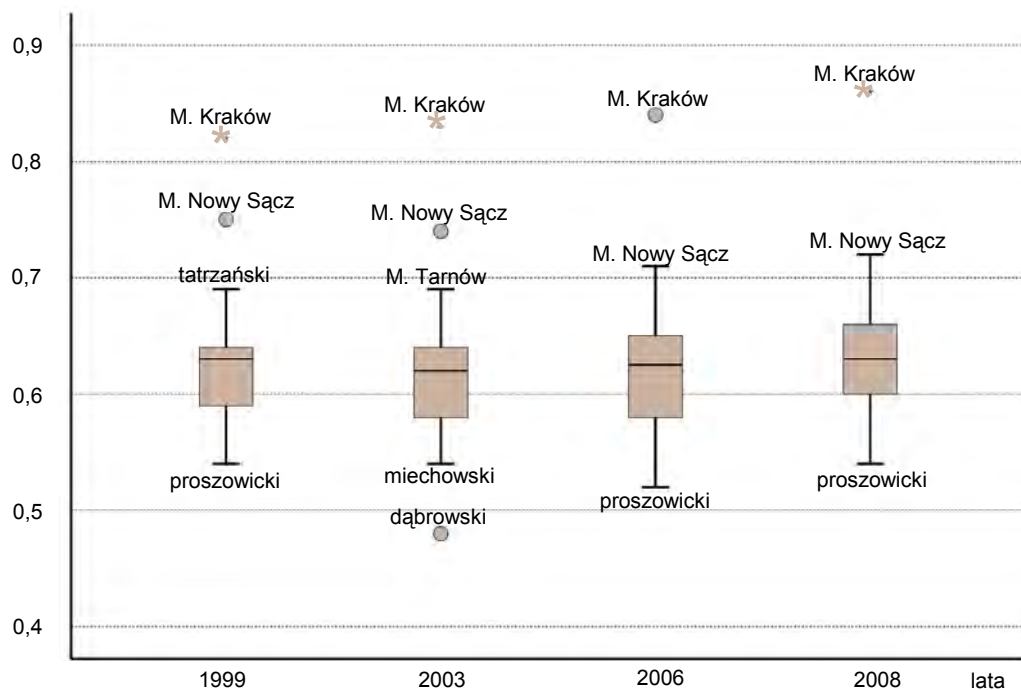 0,9
M. Kraków
M. Kraków
M. Kraków
M. Kraków
0,8
M. Nowy Sącz
M. Nowy Sącz
M. Nowy Sącz
M. Nowy Sącz
tatrzański
M. Tarnów
0,7
0,6
proszowicki
miechowski
proszowicki
proszowicki
0,5
dąbrowski
0,4
1999
2003
2006
2008
lata